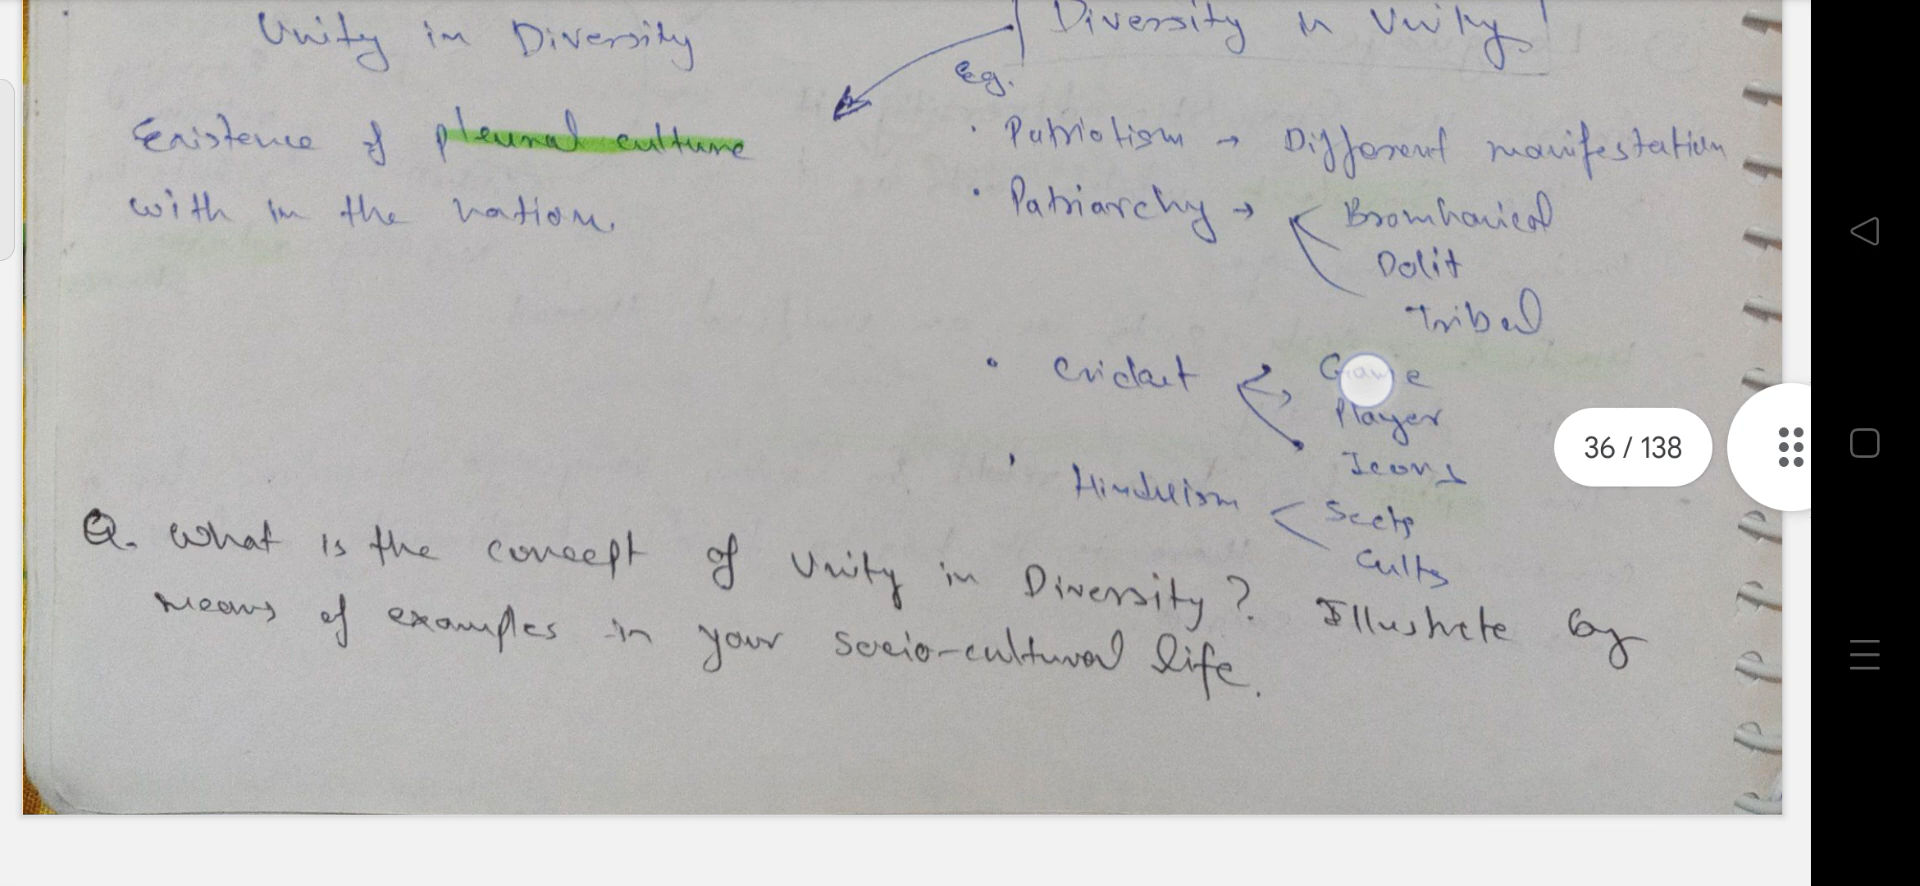 Unity in Diversity
Diversity in Unity
Eg.
Existence of pleural culture
with in the nation.
· Patriotism → Different manifestation
· Patriarchy → Bromhanical
Dalit
Tribal
· Cricket Game
Player
Icons
· Hinduism Sects
Cults
Q. What is the concept of Unity in Diversity? Illustrate by
means of examples in your socio-cultural life.
36 / 138